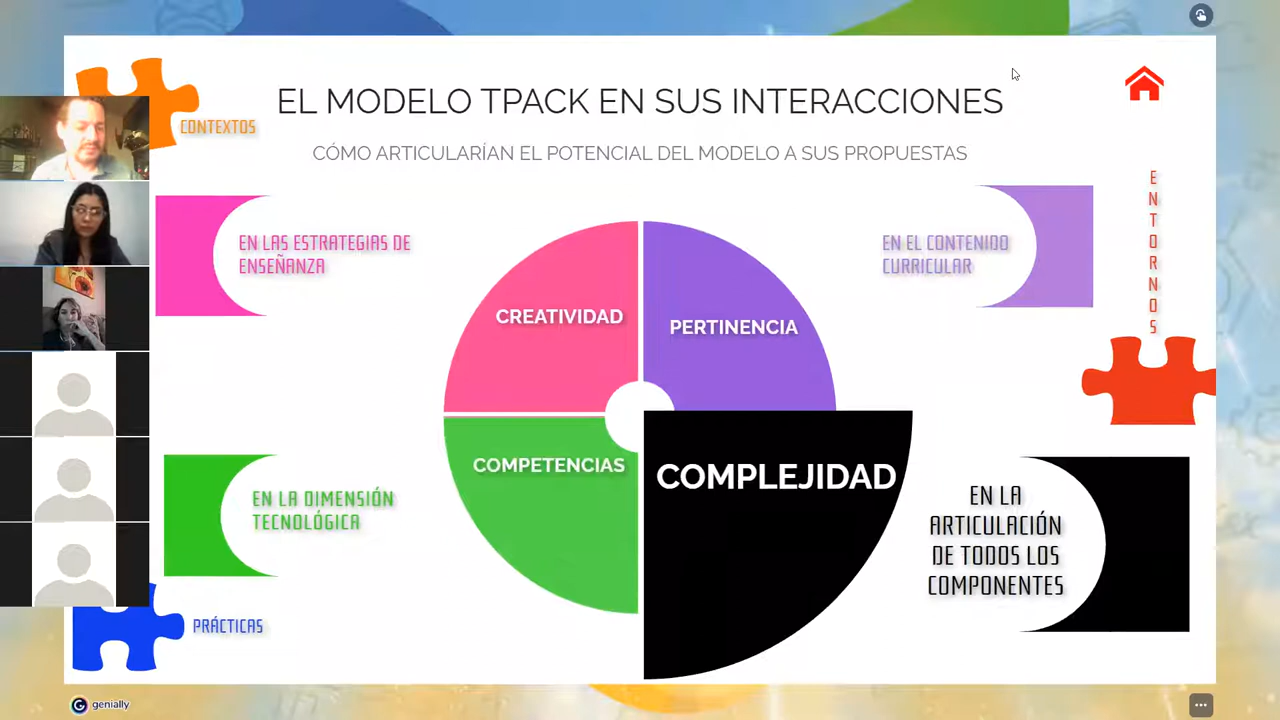 EL MODELO TPACK EN SUS INTERACCIONES
CONTEXTOS
CÓMO ARTICULARÍAN EL POTENCIAL DEL MODELO A SUS PROPUESTAS
EN LAS ESTRATEGIAS DE
ENSEÑANZA
EN EL CONTENIDO
CURRICULAR
E
N
T
O
R
N
O
S
CREATIVIDAD
PERTINENCIA
COMPETENCIAS
COMPLEJIDAD
EN LA DIMENSIÓN
TECNOLÓGICA
EN LA
ARTICULACIÓN
DE TODOS LOS
COMPONENTES
PRÁCTICAS
genially